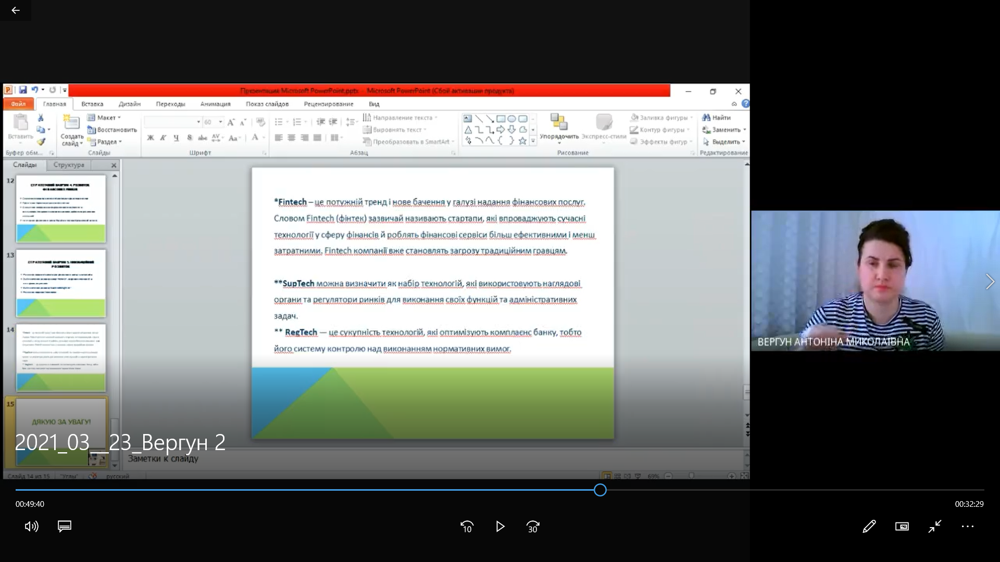 Презентация Microsoft PowerPoint.pptx - Microsoft PowerPoint (Сбой активации продукта)
Файл Главная Вставка Дизайн Переходы Анимация Показ слайдов Рецензирование Вид
Вставить
Буфер обм...
Создать слайд
Макет
Восстановить
Раздел
Слайды
60
Ж К Ч S abc AV Aa A
Шрифт
Направление текста
Выровнять текст
Преобразовать в SmartArt
Абзац
Упорядочить
Экспресс-стили
Заливка фигуры
Контур фигуры
Эффекты фигур
Рисование
Найти
Заменить
Выделить
Редактирование
Слайды Структура
12
13
14
15
ДЯКУЮ ЗА УВАГУ!
*Fintech – це потужній тренд і нове бачення у галузі надання фінансових послуг.
Словом Fintech (фінтек) зазвичай називають стартапи, які впроваджують сучасні
технології у сферу фінансів й роблять фінансові сервіси більш ефективними і менш
затратними. Fintech компанії вже становлять загрозу традиційним гравцям.
**SupTech можна визначити як набір технологій, які використовують наглядові
органи та регулятори ринків для виконання своїх функцій та адміністративних
задач.
** RegTech — це сукупність технологій, які оптимізують комплаєнс банку, тобто
його систему контролю над виконанням нормативних вимог.
ВЕРГУН АНТОНІНА МИКОЛАЇВНА
2021_03__23_Вергун 2
Заметки к слайду
Слайд 14 из 15 "Углы" русский 69%
00:49:40
00:32:29
10
30